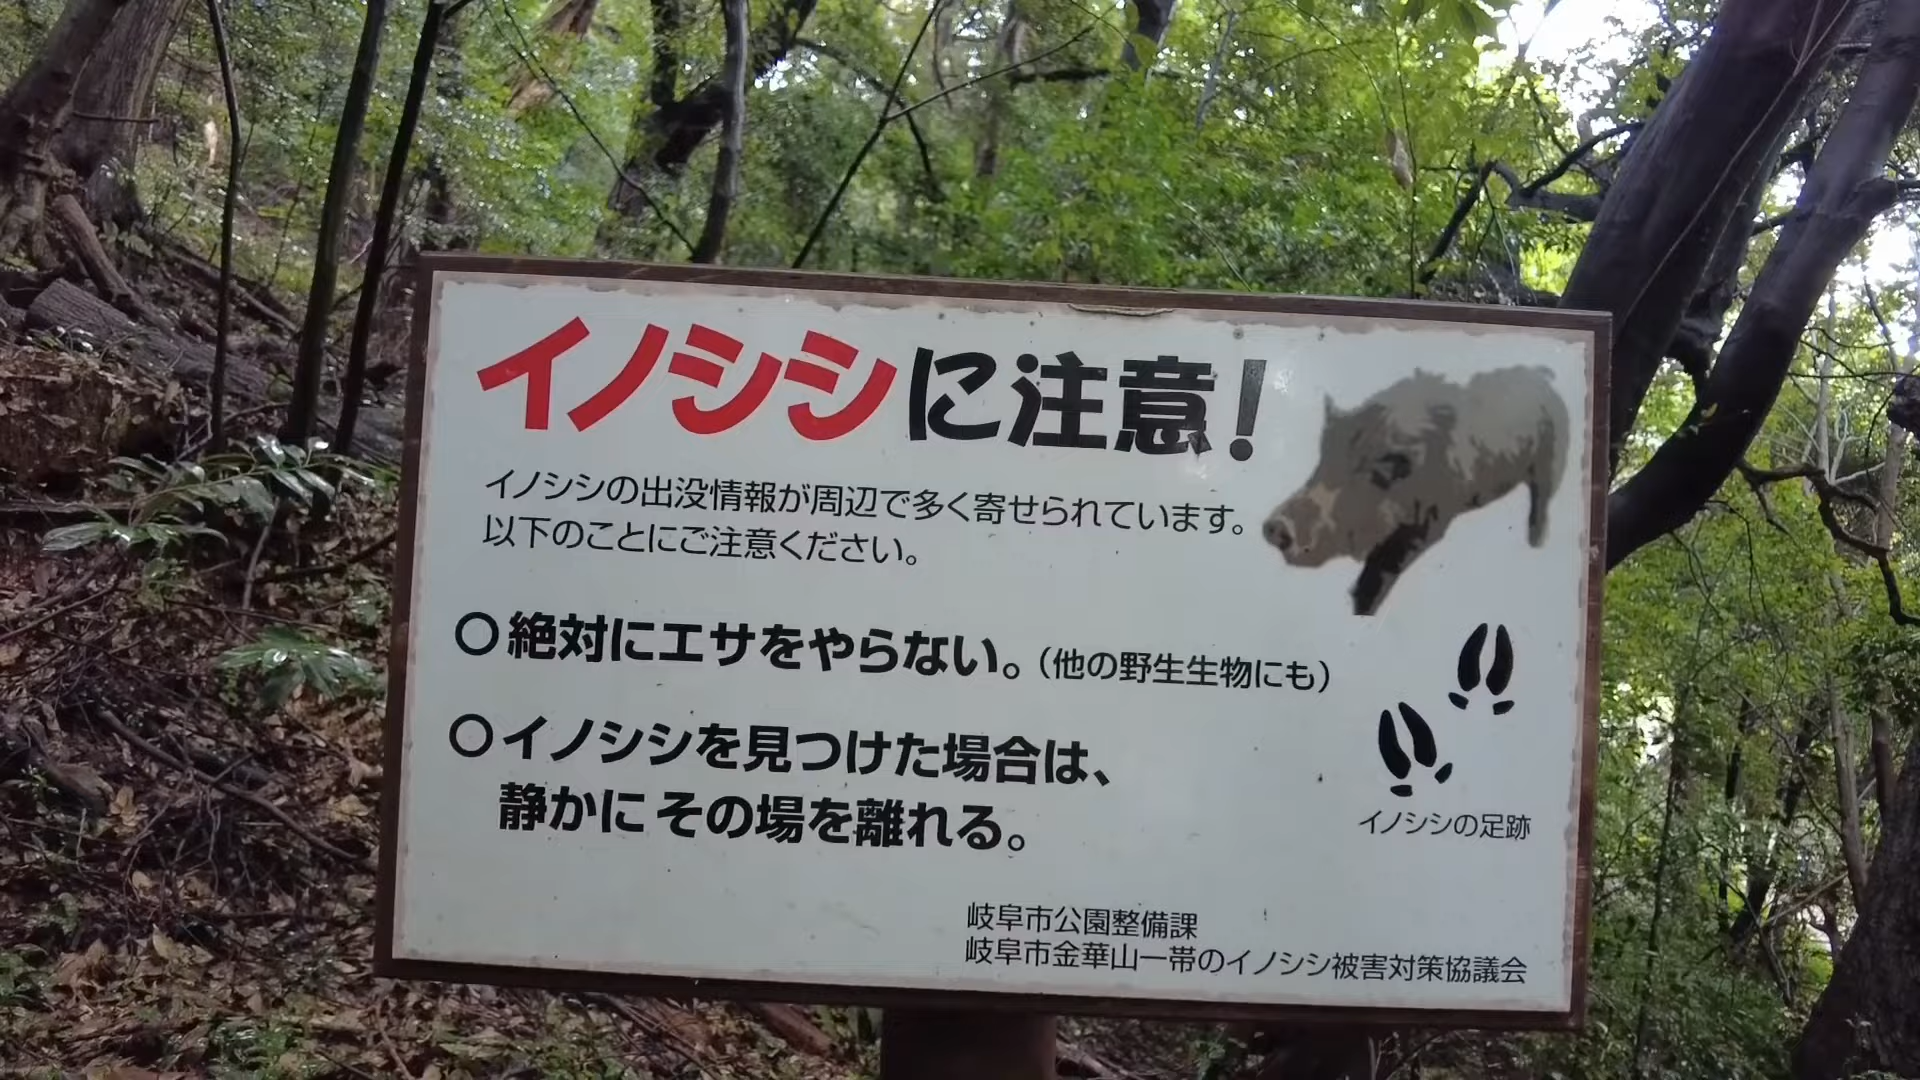 イノシシに注意!
イノシシの出没情報が周辺で多く寄せられています。
以下のことにご注意ください。
〇絶対にエサをやらない。(他の野生生物にも)
〇イノシシを見つけた場合は、
静かに その場を離れる。
イノシシの足跡
岐阜市公園整備課
岐阜市金華山一帯のイノシシ被害対策協議会